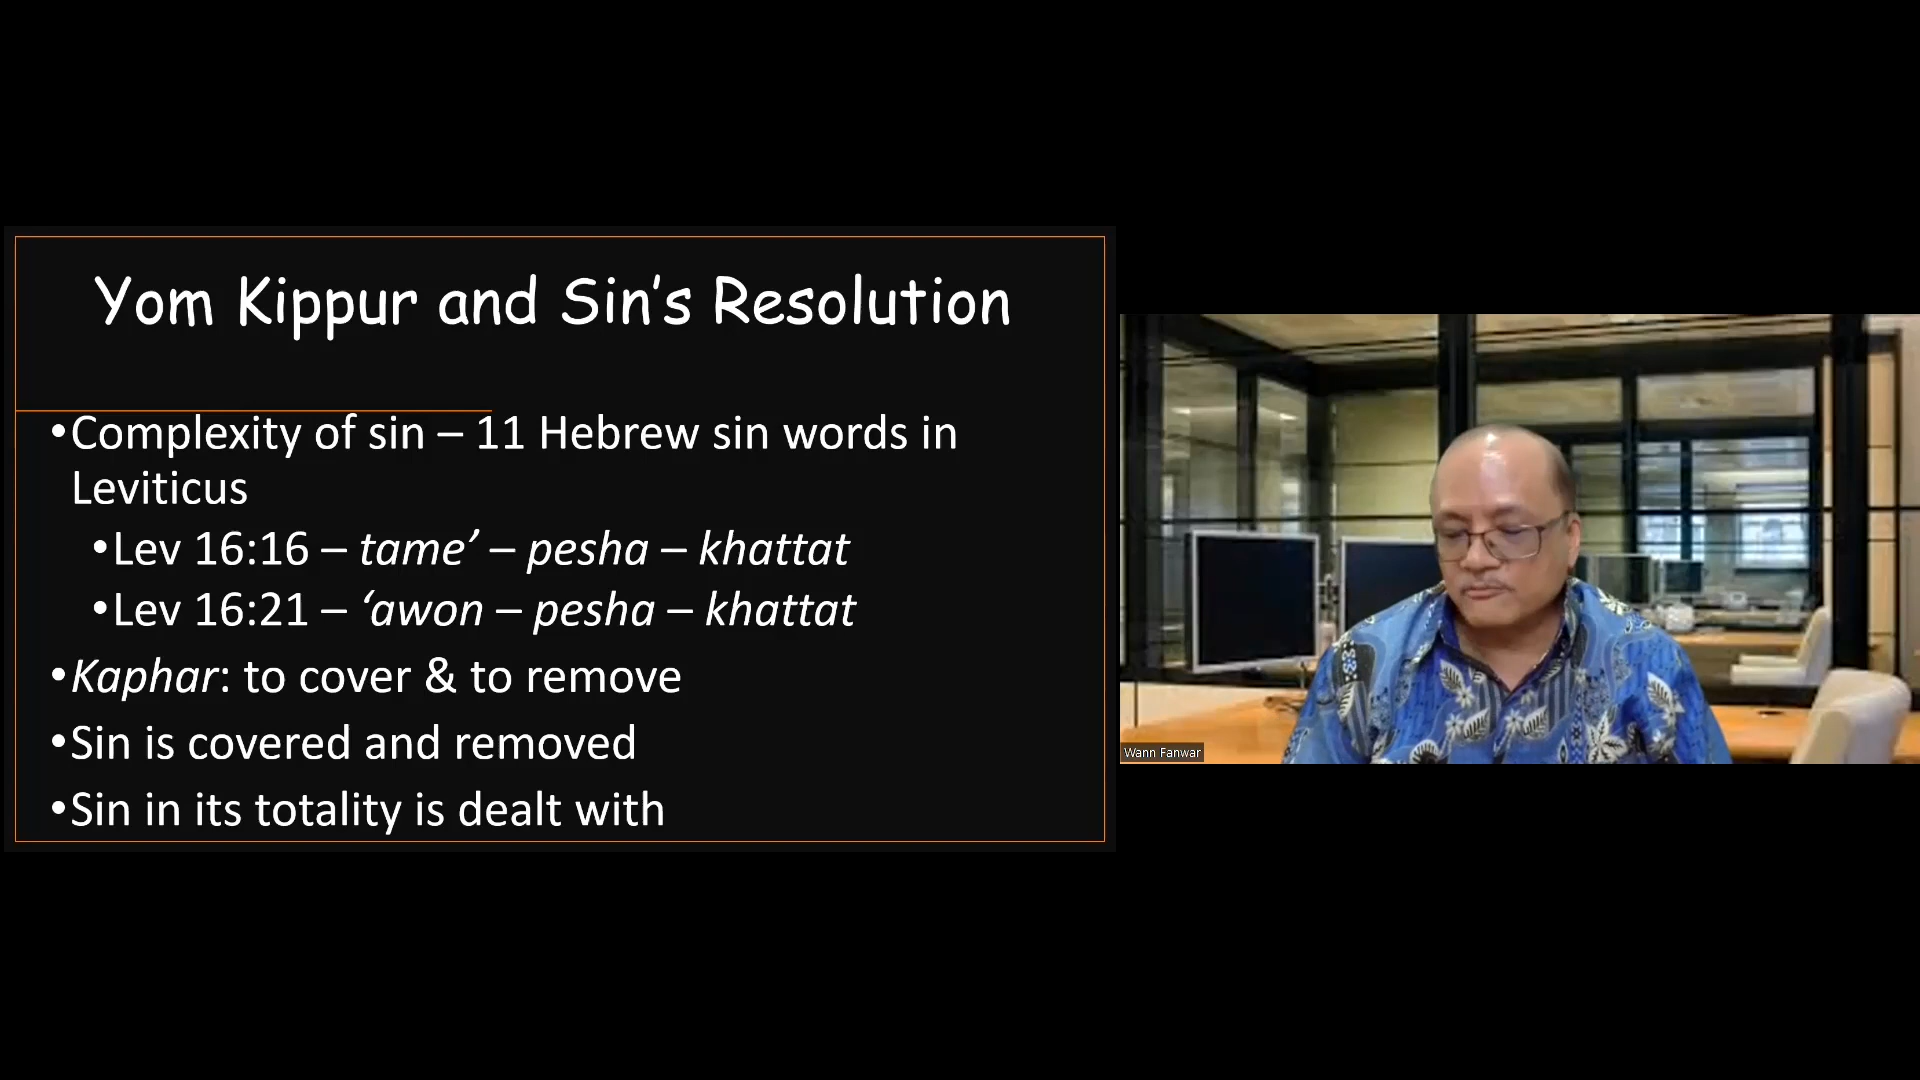 Yom Kippur and Sin's Resolution
•Complexity of sin – 11 Hebrew sin words in
Leviticus
•Lev 16:16 – tame’ – pesha – khattat
•Lev 16:21 – ‘awon – pesha – khattat
•Kaphar: to cover & to remove
•Sin is covered and removed
•Sin in its totality is dealt with
Wann Fanwar